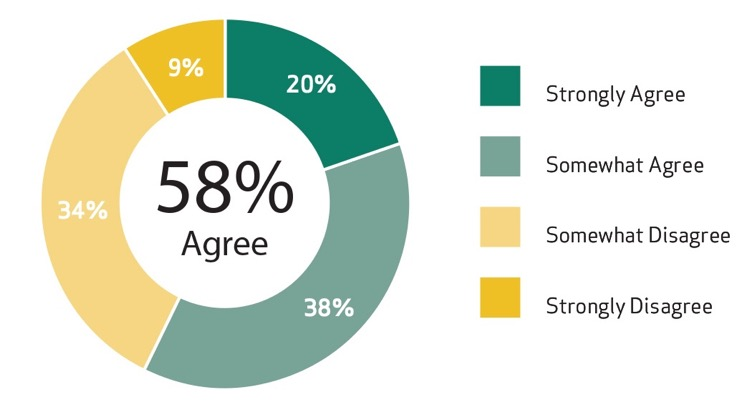 9%
20%
34%
58%
Agree
38%
Strongly Agree
Somewhat Agree
Somewhat Disagree
Strongly Disagree